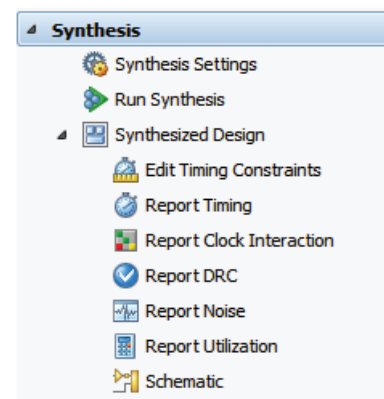 Synthesis
Synthesis Settings
Run Synthesis
Synthesized Design
Edit Timing Constraints
Report Timing
Report Clock Interaction
Report DRC
Report Noise
Report Utilization
Schematic